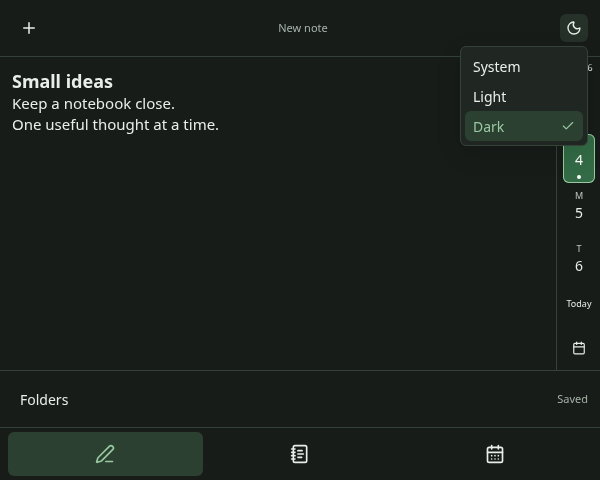 New note
System
Light
Dark
Small ideas
Keep a notebook close.
One useful thought at a time.
4
M
5
T
6
Today
Folders
Saved